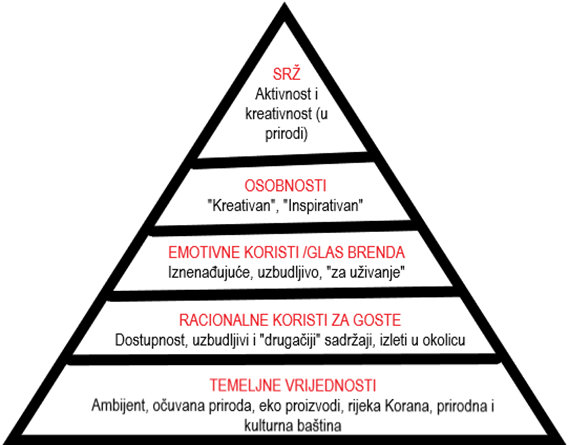 SRŽ
Aktivnost i
kreativnost (u
prirodi)
OSOBNOSTI
"Kreativan", "Inspirativan"
EMOTIVNE KORISTI /GLAS BRENDA
Iznenađujuće, uzbudljivo, "za uživanje"
RACIONALNE KORISTI ZA GOSTE
Dostupnost, uzbudljivi i "drugačiji" sadržaji, izleti u okolicu
TEMELJNE VRIJEDNOSTI
Ambijent, očuvana priroda, eko proizvodi, rijeka Korana, prirodna i
kulturna baština